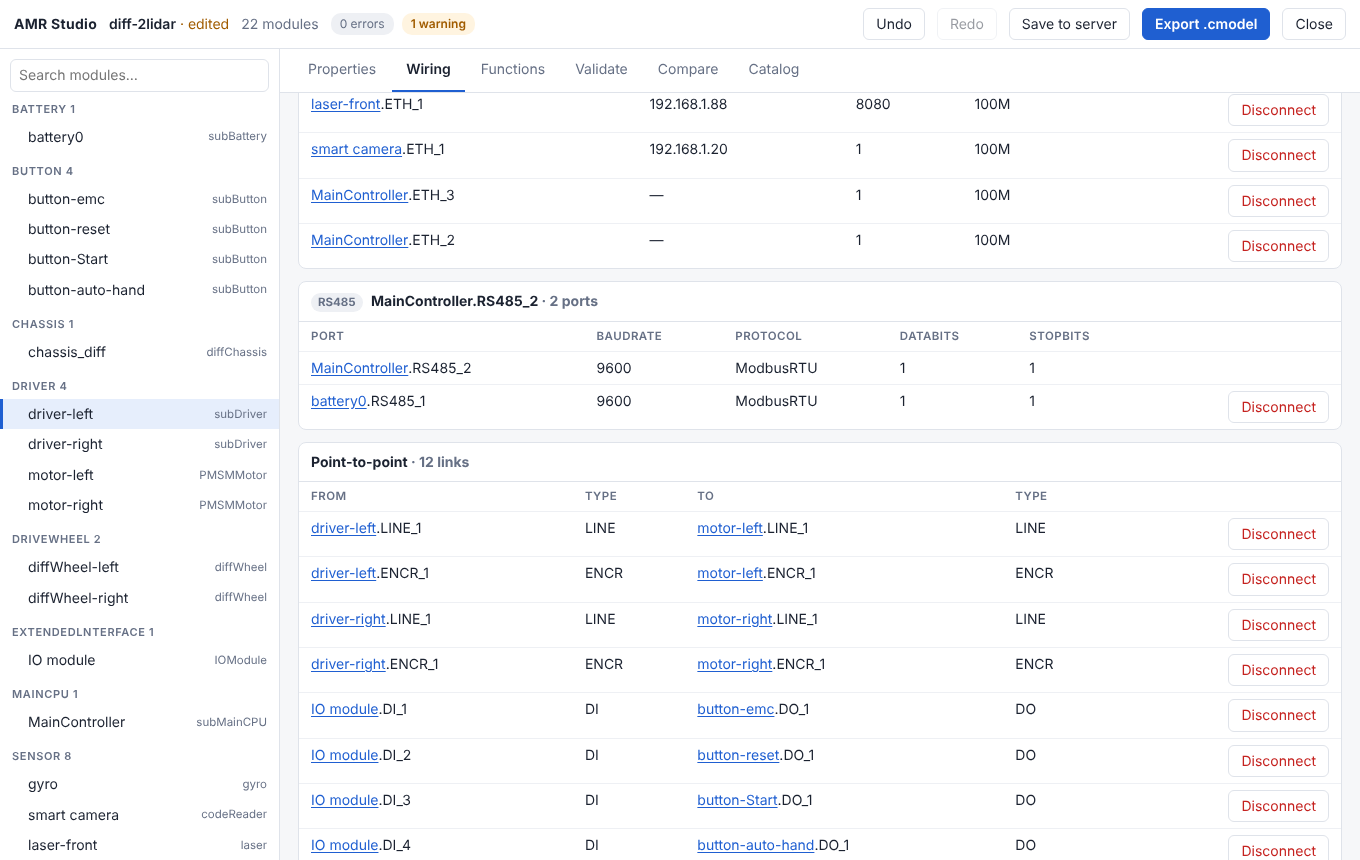 AMR Studio diff-2lidar · edited 22 modules 0 errors 1 warning Undo Redo Save to server Export .cmodel Close
Search modules...
BATTERY 1
battery0 subBattery
BUTTON 4
button-emc subButton
button-reset subButton
button-Start subButton
button-auto-hand subButton
CHASSIS 1
chassis_diff diffChassis
DRIVER 4
driver-left subDriver
driver-right subDriver
motor-left PMSMMotor
motor-right PMSMMotor
DRIVEWHEEL 2
diffWheel-left diffWheel
diffWheel-right diffWheel
EXTENDEDLNTERFACE 1
IO module IOModule
MAINCPU 1
MainController subMainCPU
SENSOR 8
gyro gyro
smart camera codeReader
laser-front laser
Properties Wiring Functions Validate Compare Catalog
laser-front.ETH_1 192.168.1.88 8080 100M Disconnect
smart camera.ETH_1 192.168.1.20 1 100M Disconnect
MainController.ETH_3 — 1 100M Disconnect
MainController.ETH_2 — 1 100M Disconnect
RS485 MainController.RS485_2 · 2 ports
PORT BAUDRATE PROTOCOL DATABITS STOPBITS
MainController.RS485_2 9600 ModbusRTU 1 1
battery0.RS485_1 9600 ModbusRTU 1 1 Disconnect
Point-to-point · 12 links
FROM TYPE TO TYPE
driver-left.LINE_1 LINE motor-left.LINE_1 LINE Disconnect
driver-left.ENCR_1 ENCR motor-left.ENCR_1 ENCR Disconnect
driver-right.LINE_1 LINE motor-right.LINE_1 LINE Disconnect
driver-right.ENCR_1 ENCR motor-right.ENCR_1 ENCR Disconnect
IO module.DI_1 DI button-emc.DO_1 DO Disconnect
IO module.DI_2 DI button-reset.DO_1 DO Disconnect
IO module.DI_3 DI button-Start.DO_1 DO Disconnect
IO module.DI_4 DI button-auto-hand.DO_1 DO Disconnect